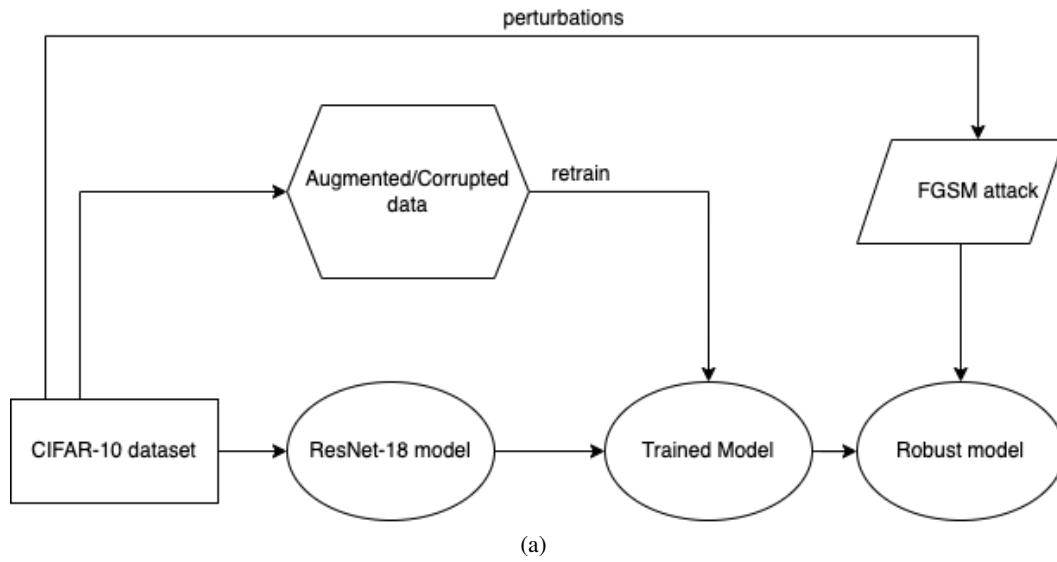 perturbations
Augmented/Corrupted
data
retrain
FGSM attack
CIFAR-10 dataset
ResNet-18 model
Trained Model
Robust model
(a)